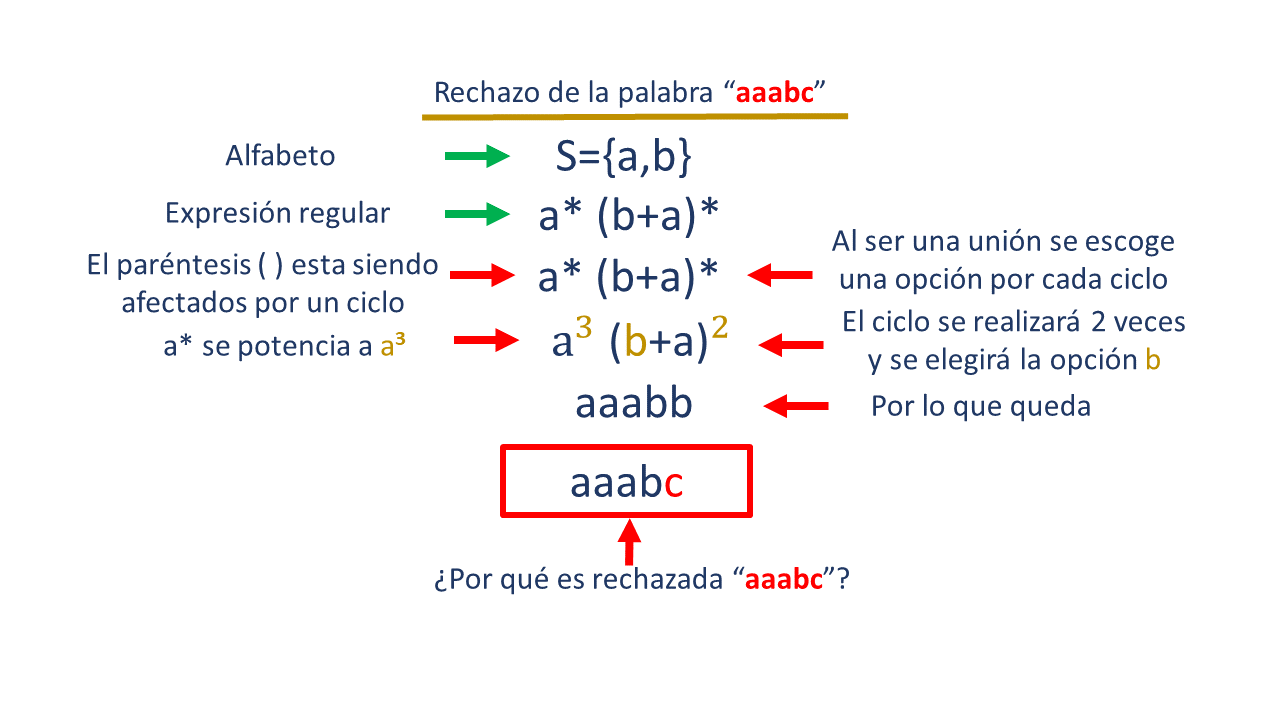 Rechazo de la palabra “aaabc”
Alfabeto
S={a,b}
Expresión regular
a* (b+a)*
El paréntesis ( ) esta siendo
afectados por un ciclo
a* (b+a)*
Al ser una unión se escoge
una opción por cada ciclo
a* se potencia a a³
a³ (b+a)²
El ciclo se realizará 2 veces
y se elegirá la opción b
aaabb
Por lo que queda
aaabc
¿Por qué es rechazada “aaabc”?